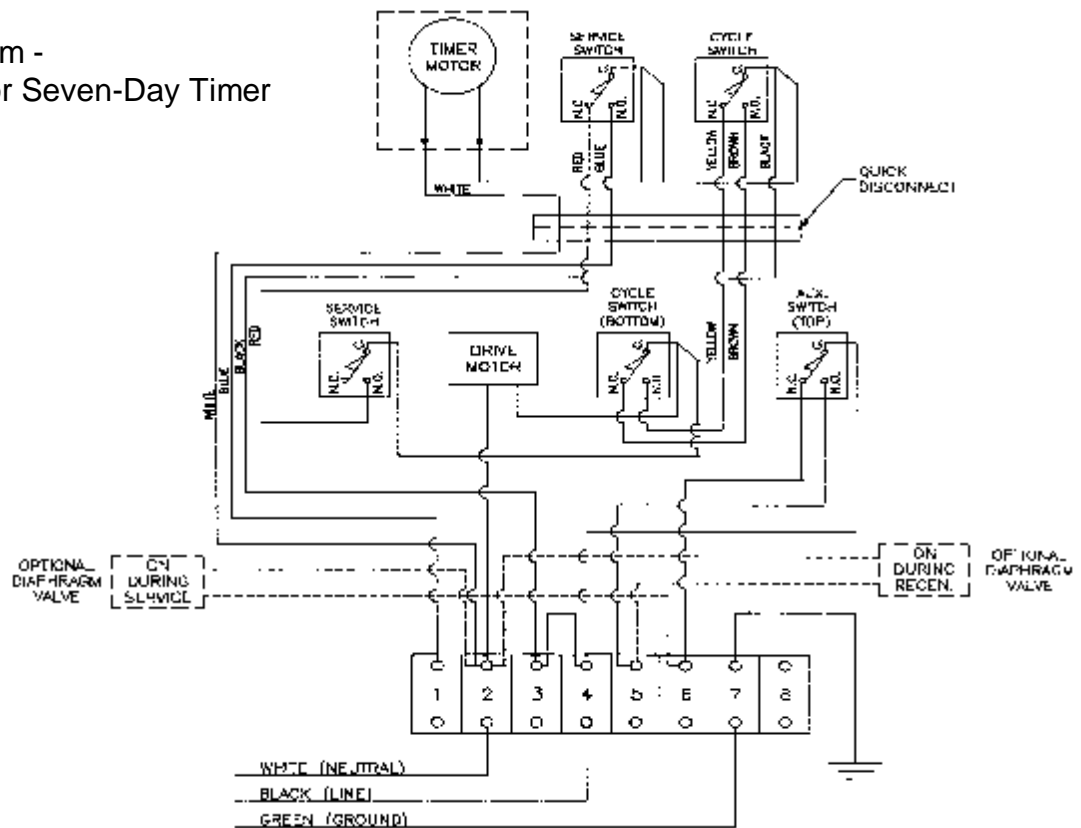 m -
r Seven-Day Timer
TIMER
MOTOR
SERVICE
SWITCH
CYCLE
SWITCH
N.C
N.O.
N.C
N.O.
RED
BLUE
YELLOW
BROWN
BLACK
QUICK
DISCONNECT
WHITE
SERVICE
SWITCH
CYCLE
SWITCH
(BOTTOM)
SWITCH
(TOP)
N.C.
N.O.
DRIVE
MOTOR
N.C.
N.O.
YELLOW
BROWN
N.C.
N.O.
BLUE
BLACK
RED
OPTIONAL
DIAPHRAGM
VALVE
ON
DURING
SERVICE
ON
DURING
REGEN.
OPTIONAL
DIAPHRAGM
VALVE
1 2 3 4 5 6 7 8
WHITE (NEUTRAL)
BLACK (LINE)
GREEN (GROUND)